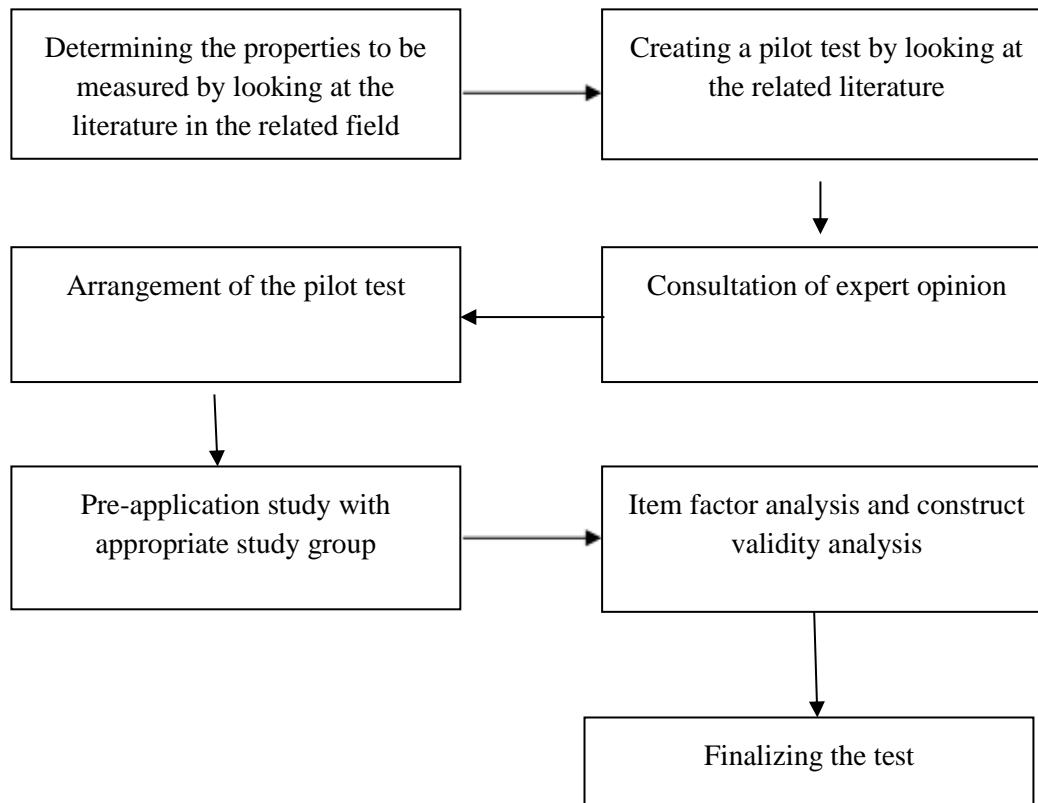 Determining the properties to be
measured by looking at the
literature in the related field
Creating a pilot test by looking at
the related literature
Consultation of expert opinion
Arrangement of the pilot test
Pre-application study with
appropriate study group
Item factor analysis and construct
validity analysis
Finalizing the test